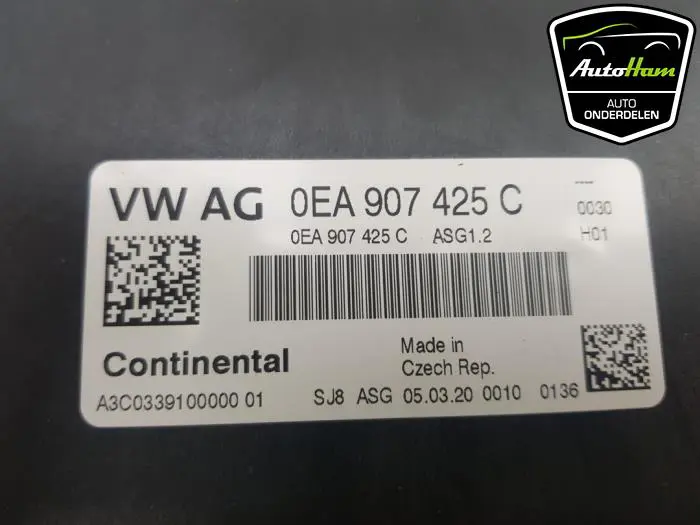 AutoHam
AUTO
ONDERDELEN
VW AG 0EA 907 425 C
0EA 907 425 C ASG1.2
---- 
0030
H01
Continental
Made in
Czech Rep.
A3C0339100000 01
SJ8 ASG 05.03.20 0010 0136